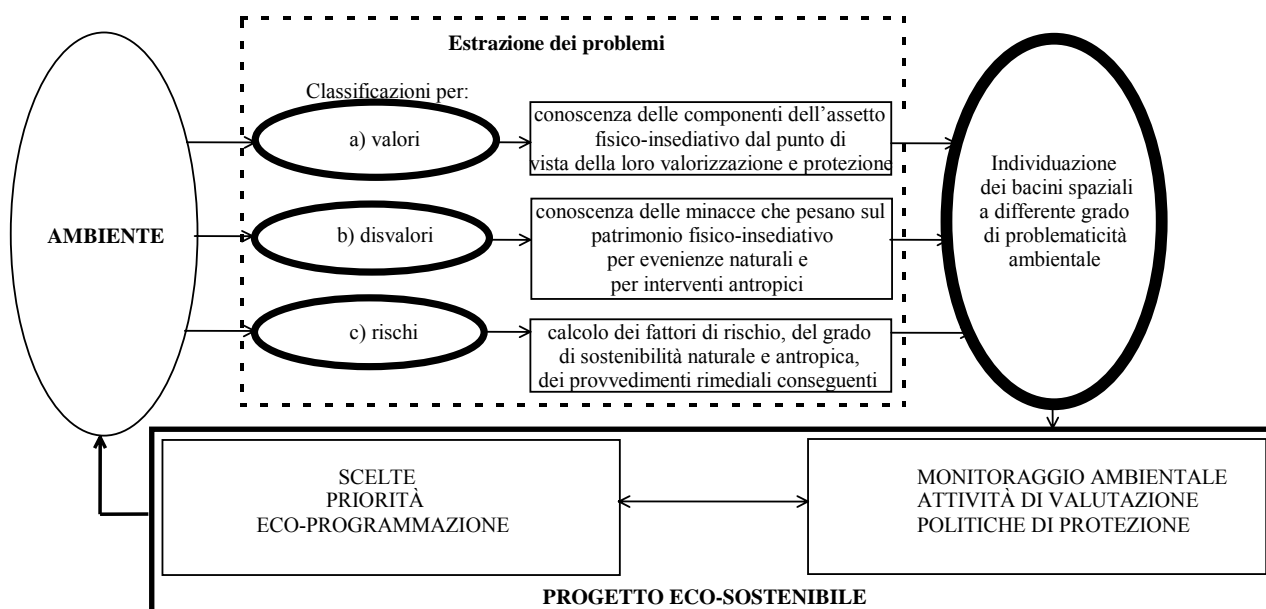 Estrazione dei problemi
Classificazioni per:
AMBIENTE
a) valori
conoscenza delle componenti dell’assetto
fisico-insediativo dal punto di
vista della loro valorizzazione e protezione
b) disvalori
conoscenza delle minacce che pesano sul
patrimonio fisico-insediativo
per evenienze naturali e
per interventi antropici
c) rischi
calcolo dei fattori di rischio, del grado
di sostenibilità naturale e antropica,
dei provvedimenti rimediali conseguenti
Individuazione
dei bacini spaziali
a differente grado
di problematicità
ambientale
SCELTE
PRIORITÀ
ECO-PROGRAMMAZIONE
MONITORAGGIO AMBIENTALE
ATTIVITÀ DI VALUTAZIONE
POLITICHE DI PROTEZIONE
PROGETTO ECO-SOSTENIBILE